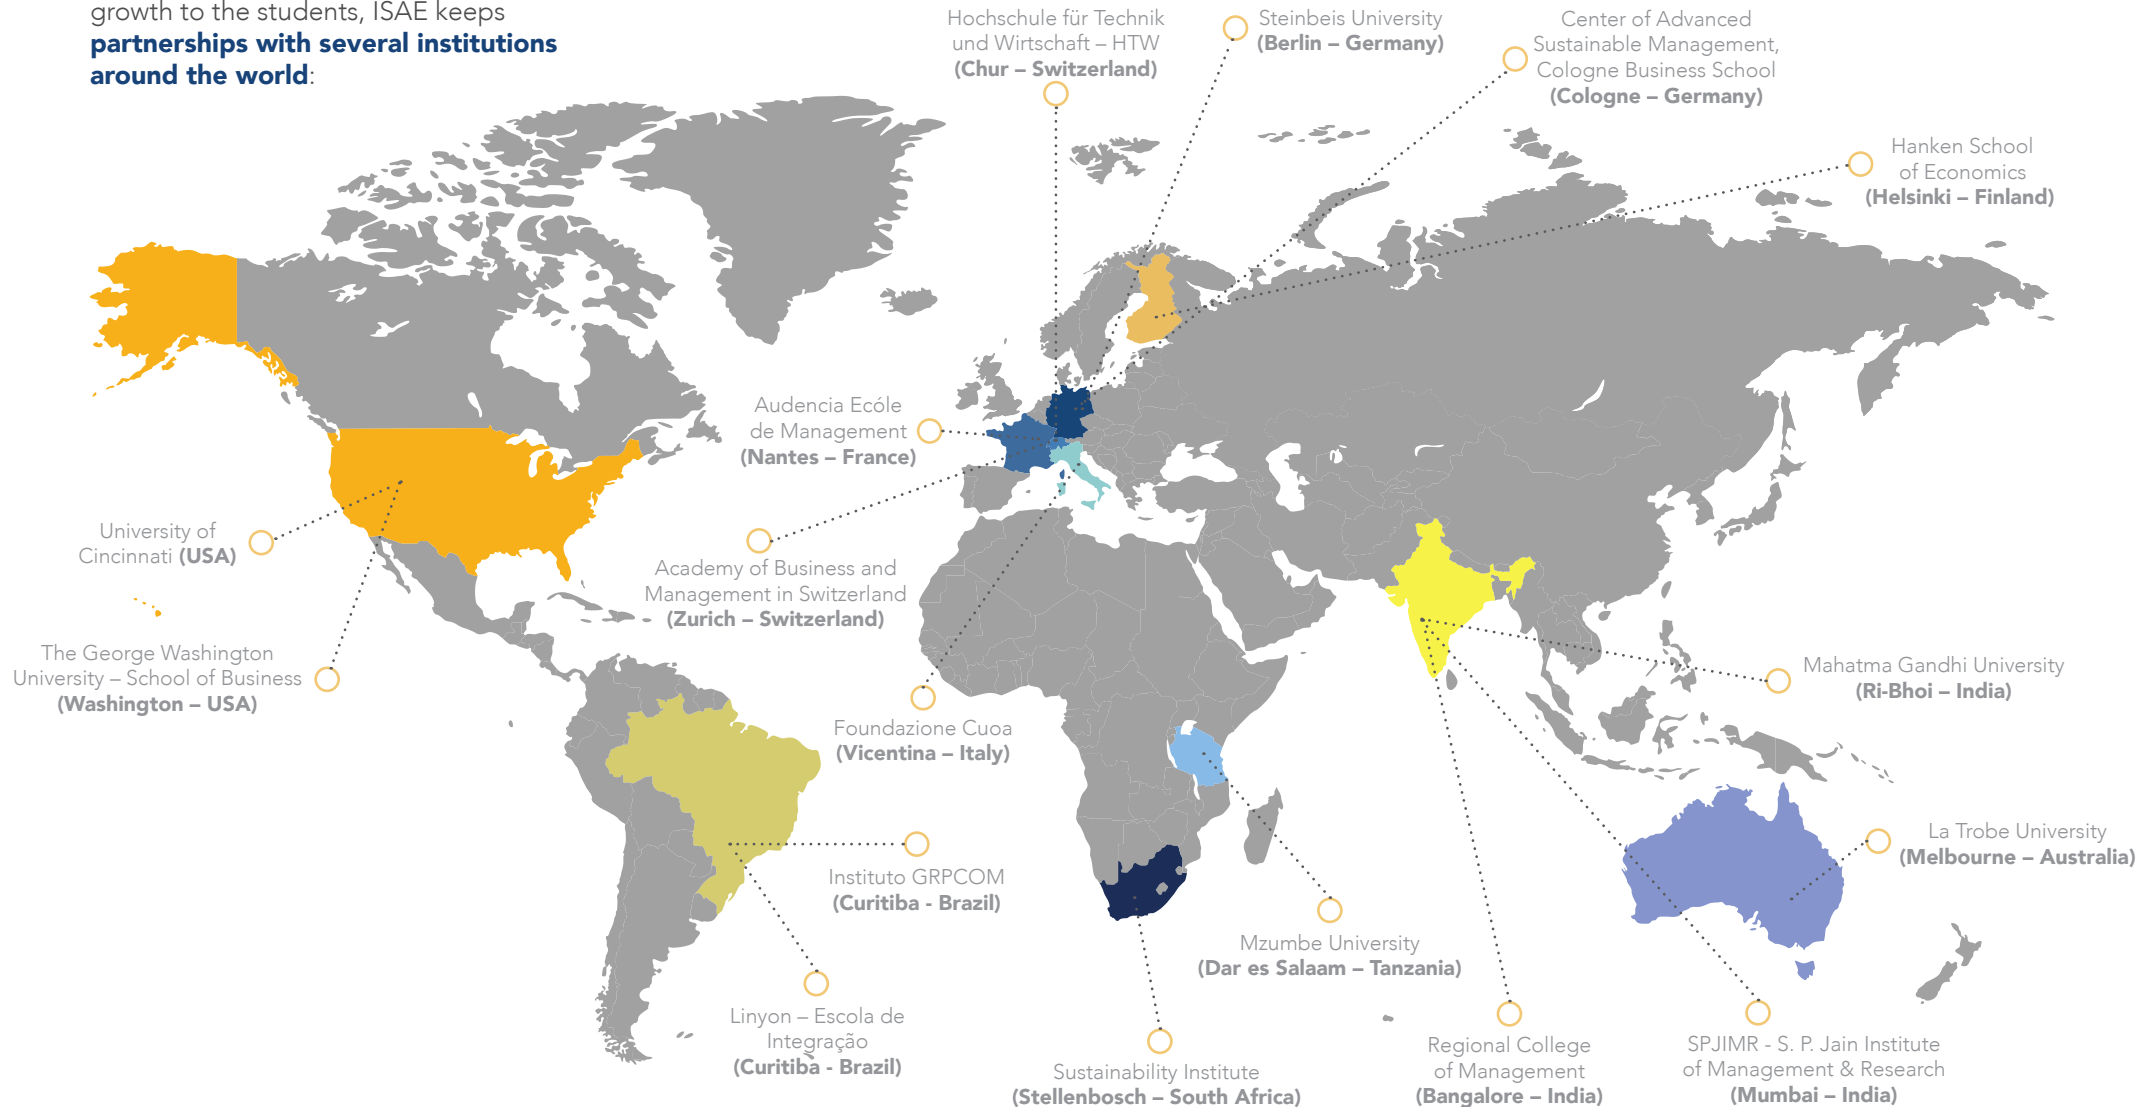 growth to the students, ISAE keeps
partnerships with several institutions
around the world:
Hochschule für Technik
und Wirtschaft – HTW
(Chur – Switzerland)
Steinbeis University
(Berlin – Germany)
Center of Advanced
Sustainable Management,
Cologne Business School
(Cologne – Germany)
Hanken School
of Economics
(Helsinki – Finland)
Audencia Ecóle
de Management
(Nantes – France)
University of
Cincinnati (USA)
Academy of Business and
Management in Switzerland
(Zurich – Switzerland)
The George Washington
University – School of Business
(Washington – USA)
Foundazione Cuoa
(Vicentina – Italy)
Mahatma Gandhi University
(Ri-Bhoi – India)
La Trobe University
(Melbourne – Australia)
Instituto GRPCOM
(Curitiba - Brazil)
Mzumbe University
(Dar es Salaam – Tanzania)
Linyon – Escola de
Integração
(Curitiba - Brazil)
Sustainability Institute
(Stellenbosch – South Africa)
Regional College
of Management
(Bangalore – India)
SPJIMR - S. P. Jain Institute
of Management & Research
(Mumbai – India)